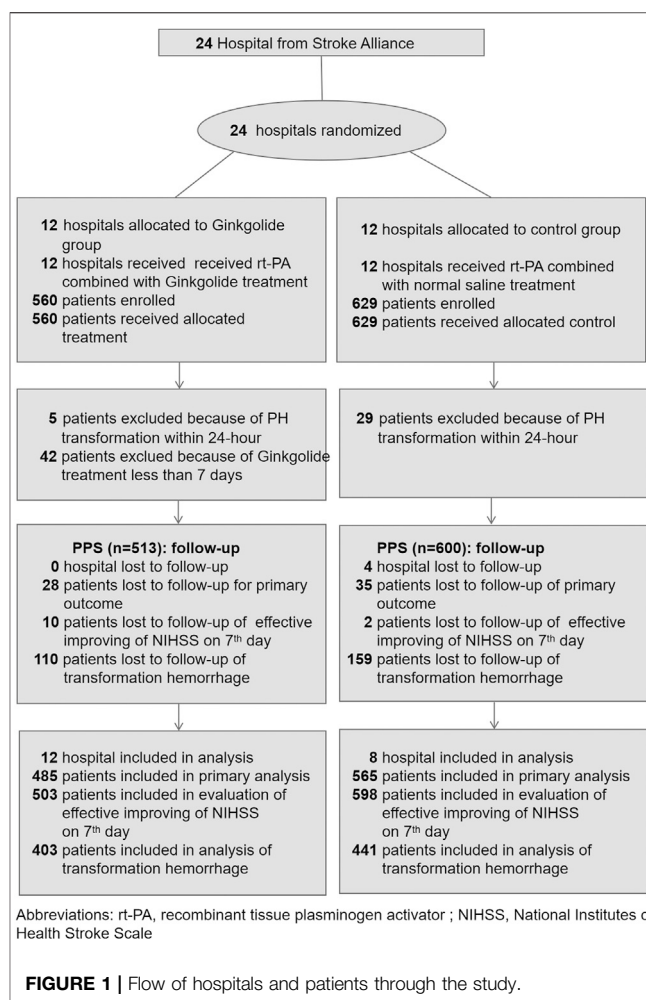 24 Hospital from Stroke Alliance
24 hospitals randomized
12 hospitals allocated to Ginkgolide
group
12 hospitals received received rt-PA
combined with Ginkgolide treatment
560 patients enrolled
560 patients received allocated
treatment
12 hospitals allocated to control group
12 hospitals received rt-PA combined
with normal saline treatment
629 patients enrolled
629 patients received allocated control
5 patients excluded because of PH
transformation within 24-hour
42 patients exclued because of Ginkgolide
treatment less than 7 days
29 patients excluded because of PH
transformation within 24-hour
PPS (n=513): follow-up
0 hospital lost to follow-up
28 patients lost to follow-up for primary
outcome
10 patients lost to follow-up of effective
improving of NIHSS on 7th day
110 patients lost to follow-up of
transformation hemorrhage
PPS (n=600): follow-up
4 hospital lost to follow-up
35 patients lost to follow-up of primary
outcome
2 patients lost to follow-up of effective
improving of NIHSS on 7th day
159 patients lost to follow-up of
transformation hemorrhage
12 hospital included in analysis
485 patients included in primary analysis
503 patients included in evaluation of
effective improving of NIHSS
on 7th day
403 patients included in analysis of
transformation hemorrhage
8 hospital included in analysis
565 patients included in primary analysis
598 patients included in evaluation of
effective improving of NIHSS
on 7th day
441 patients included in analysis of
transformation hemorrhage
Abbreviations: rt-PA, recombinant tissue plasminogen activator ; NIHSS, National Institutes
Health Stroke Scale
FIGURE 1 | Flow of hospitals and patients through the study.